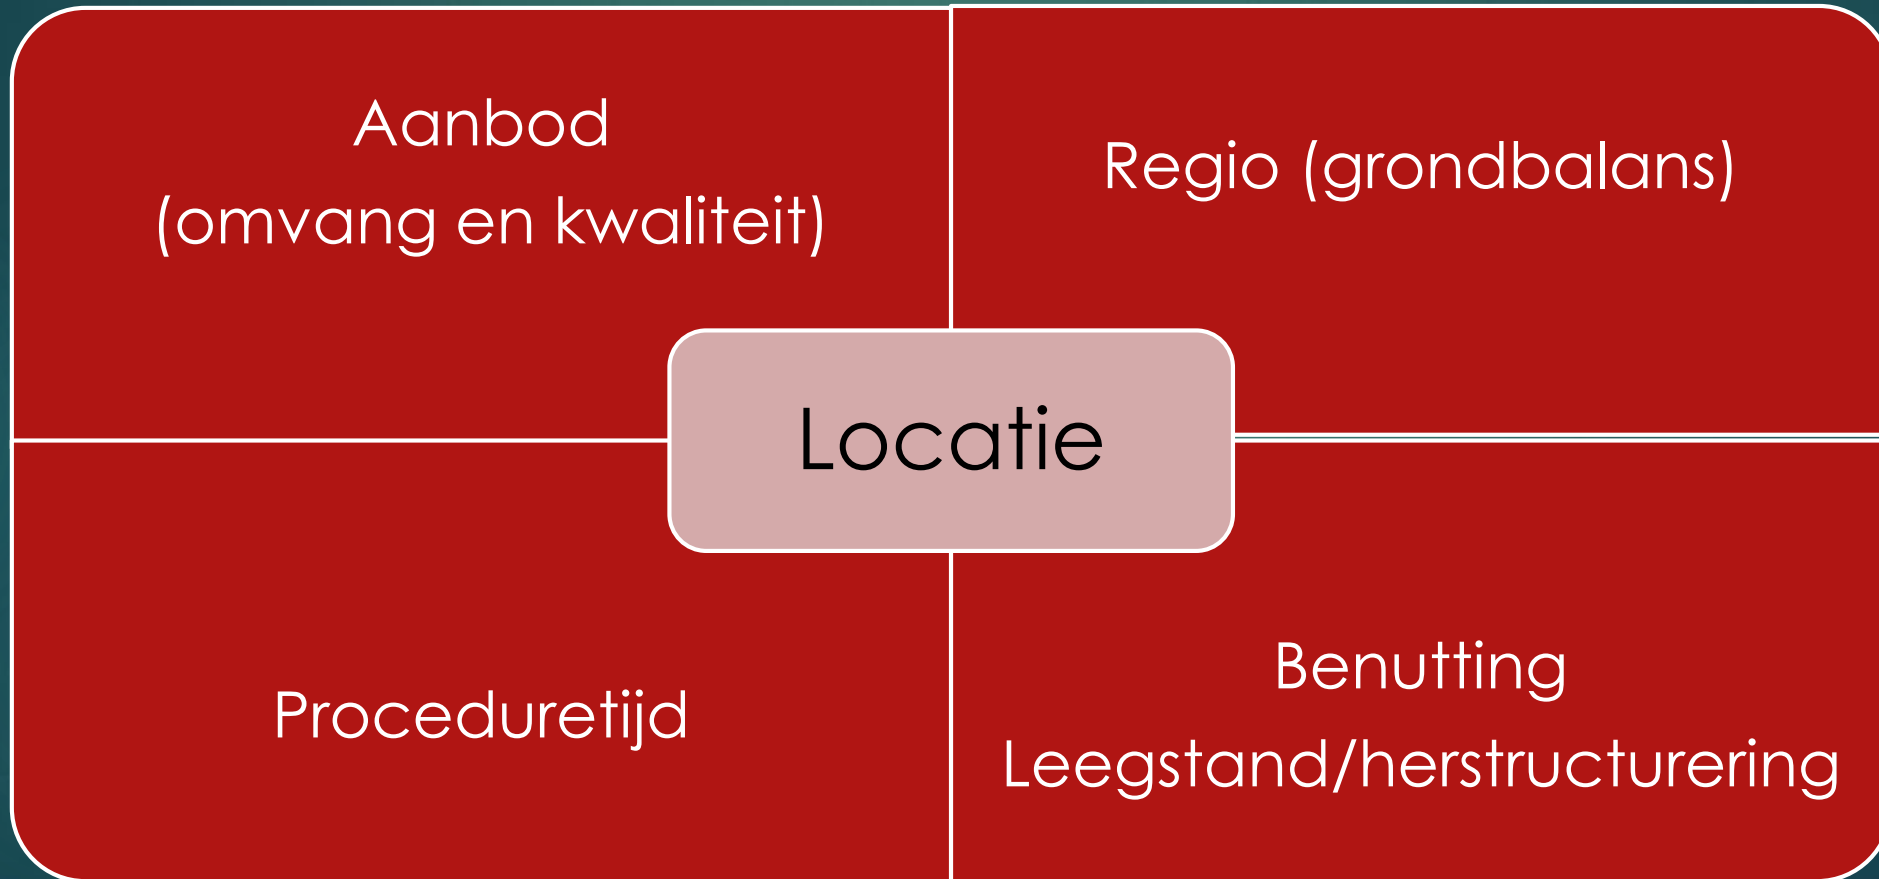 Aanbod
(omvang en kwaliteit)
Regio (grondbalans)
Locatie
Proceduretijd
Benutting
Leegstand/herstructurering